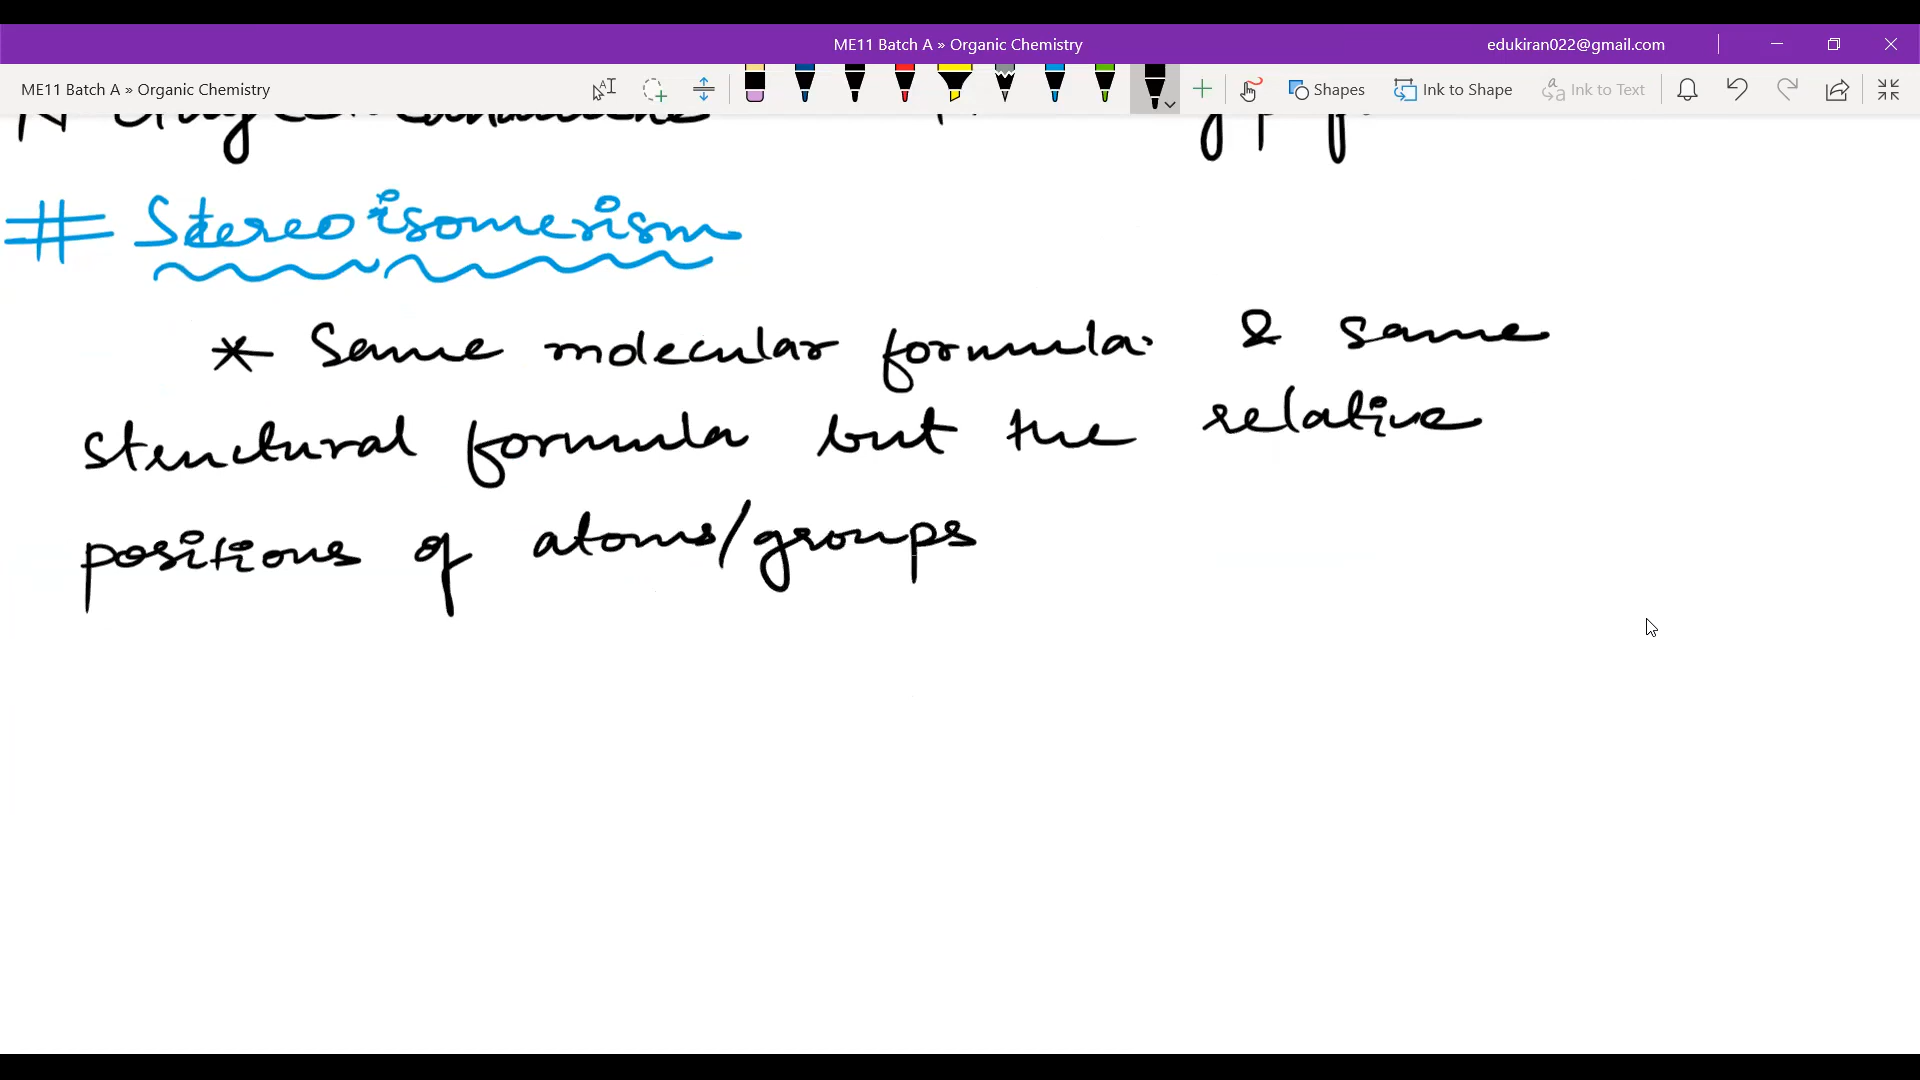 ME11 Batch A » Organic Chemistry
edukiran022@gmail.com
ME11 Batch A » Organic Chemistry
Shapes
Ink to Shape
Ink to Text
# Stereoisomerism
* Same molecular formula & same
structural formula but the relative
positions of atoms/groups